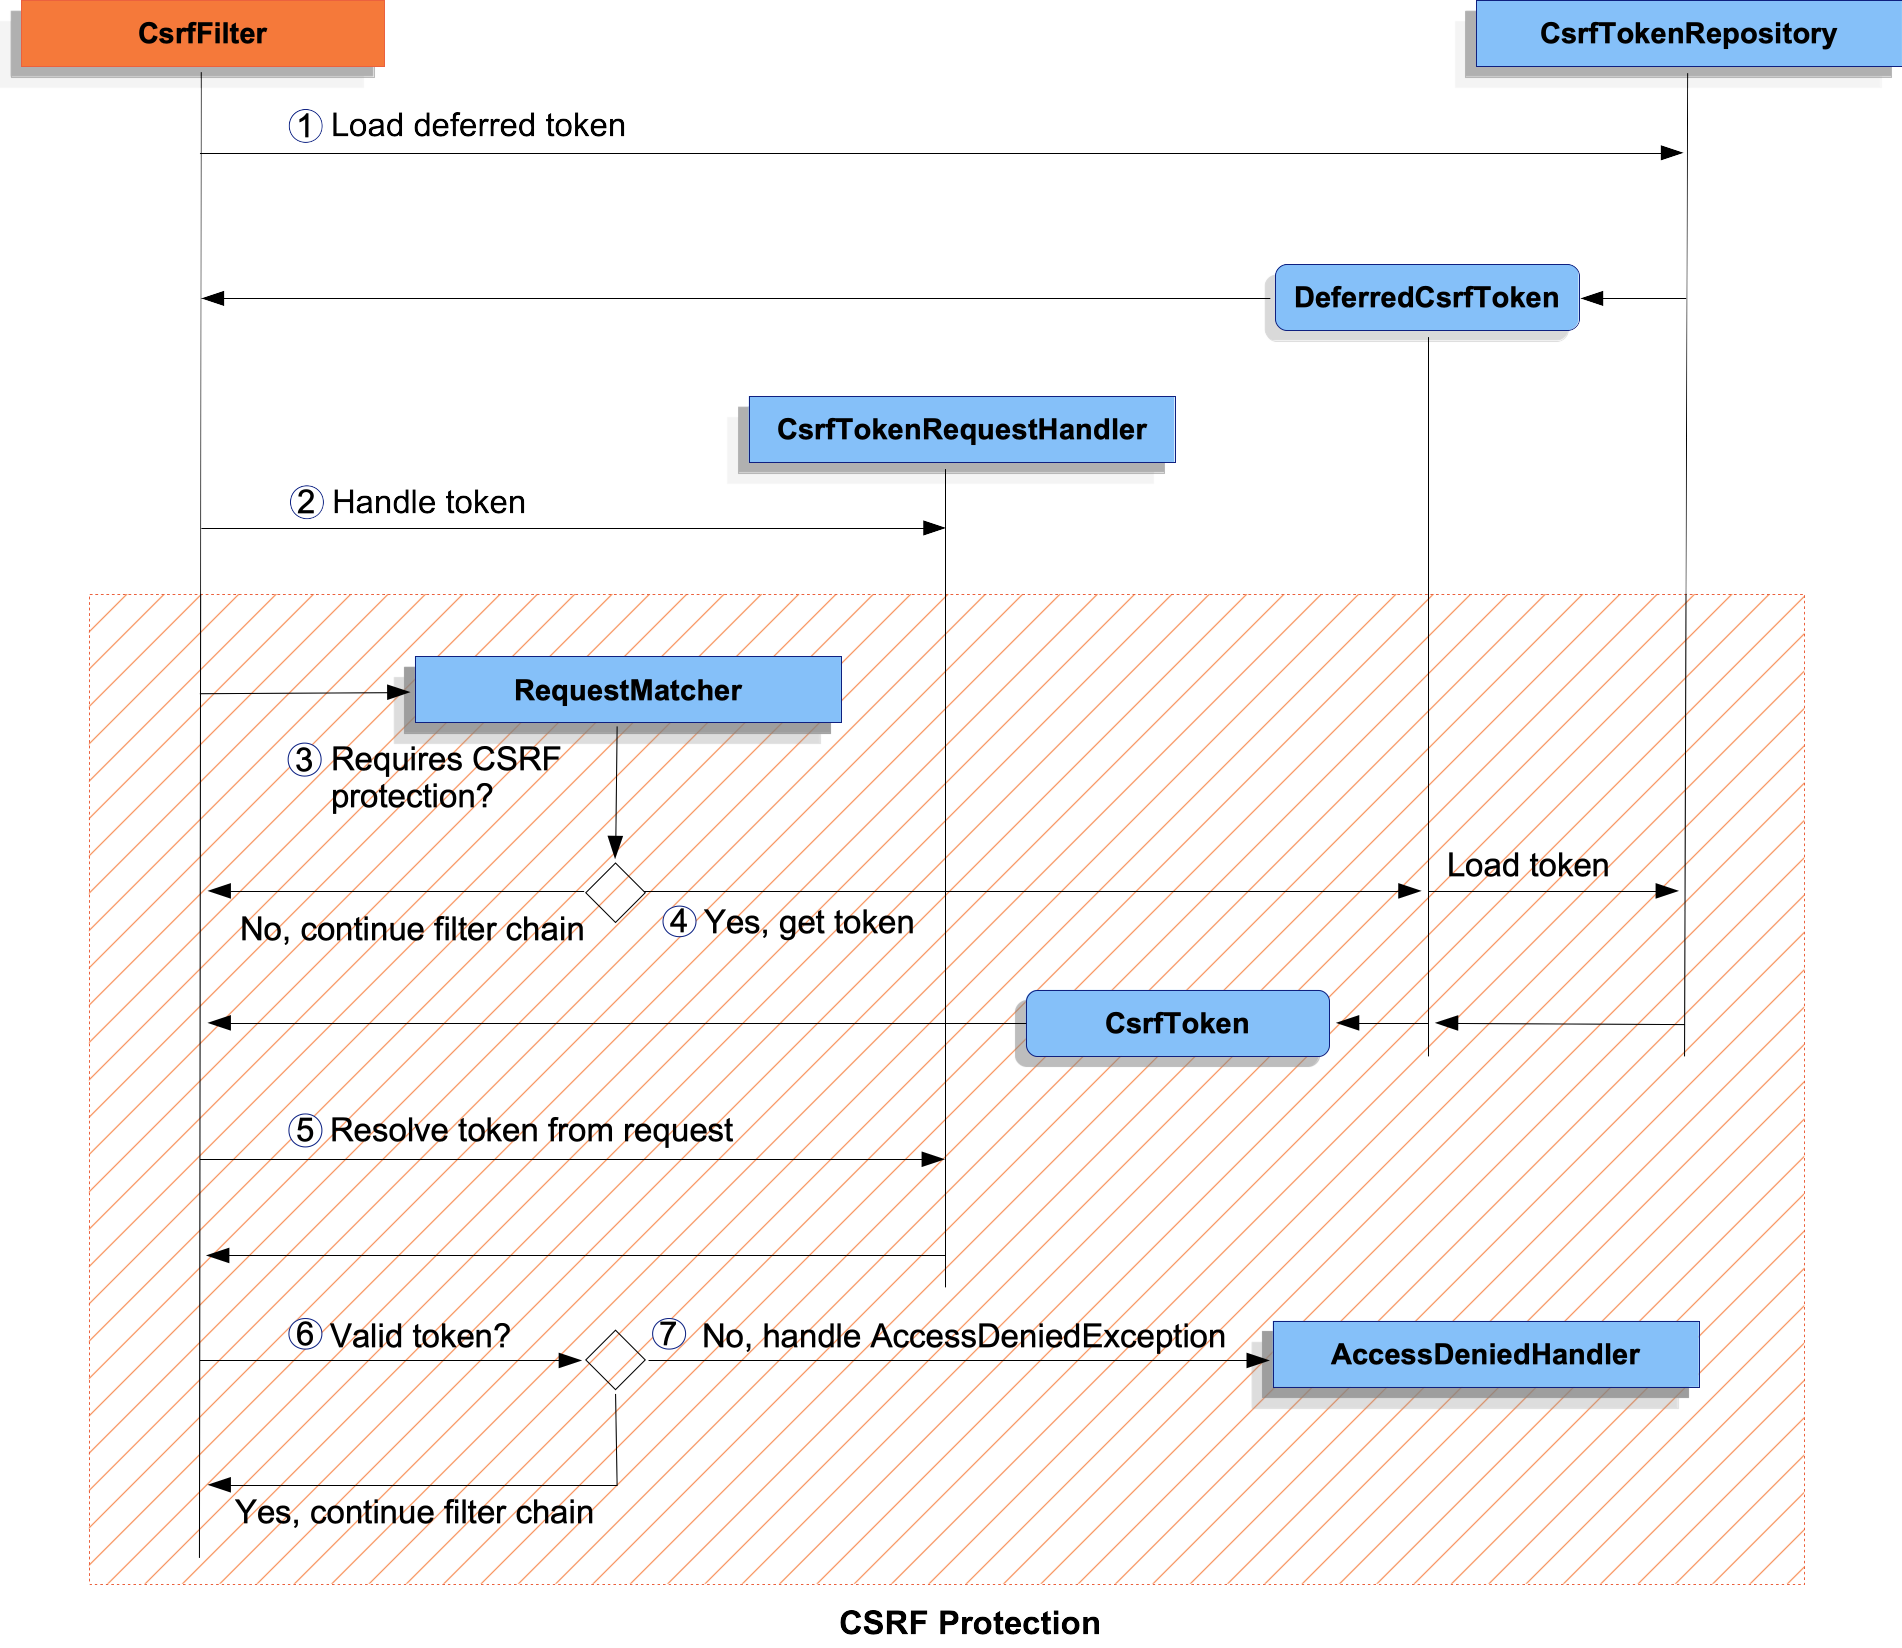 CsrfFilter
CsrfTokenRepository
1 Load deferred token
DeferredCsrfToken
CsrfTokenRequestHandler
2 Handle token
RequestMatcher
3 Requires CSRF
protection?
Load token
No, continue filter chain
4 Yes, get token
CsrfToken
5 Resolve token from request
6 Valid token?
7 No, handle AccessDeniedException
AccessDeniedHandler
Yes, continue filter chain
CSRF Protection